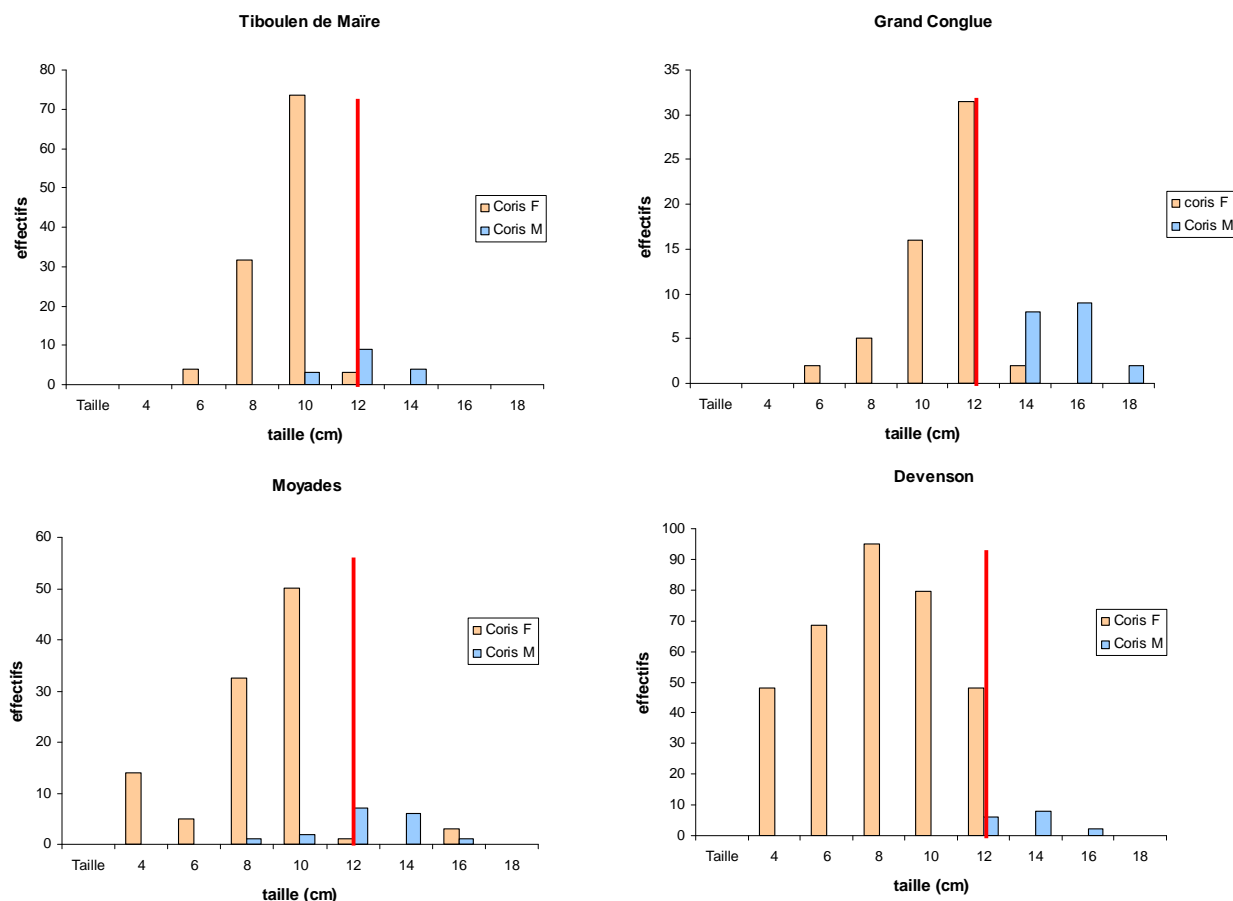 Tiboulen de Maïre
80
70
60
50
40
30
20
10
0
effectifs
Taille 4 6 8 10 12 14 16 18
taille (cm)
Coris F
Coris M
Grand Conglue
35
30
25
20
15
10
5
0
effectifs
Taille 4 6 8 10 12 14 16 18
taille (cm)
coris F
Coris M
Moyades
60
50
40
30
20
10
0
effectifs
Taille 4 6 8 10 12 14 16 18
taille (cm)
Coris F
Coris M
Devenson
100
90
80
70
60
50
40
30
20
10
0
effectifs
Taille 4 6 8 10 12 14 16 18
taille (cm)
Coris F
Coris M